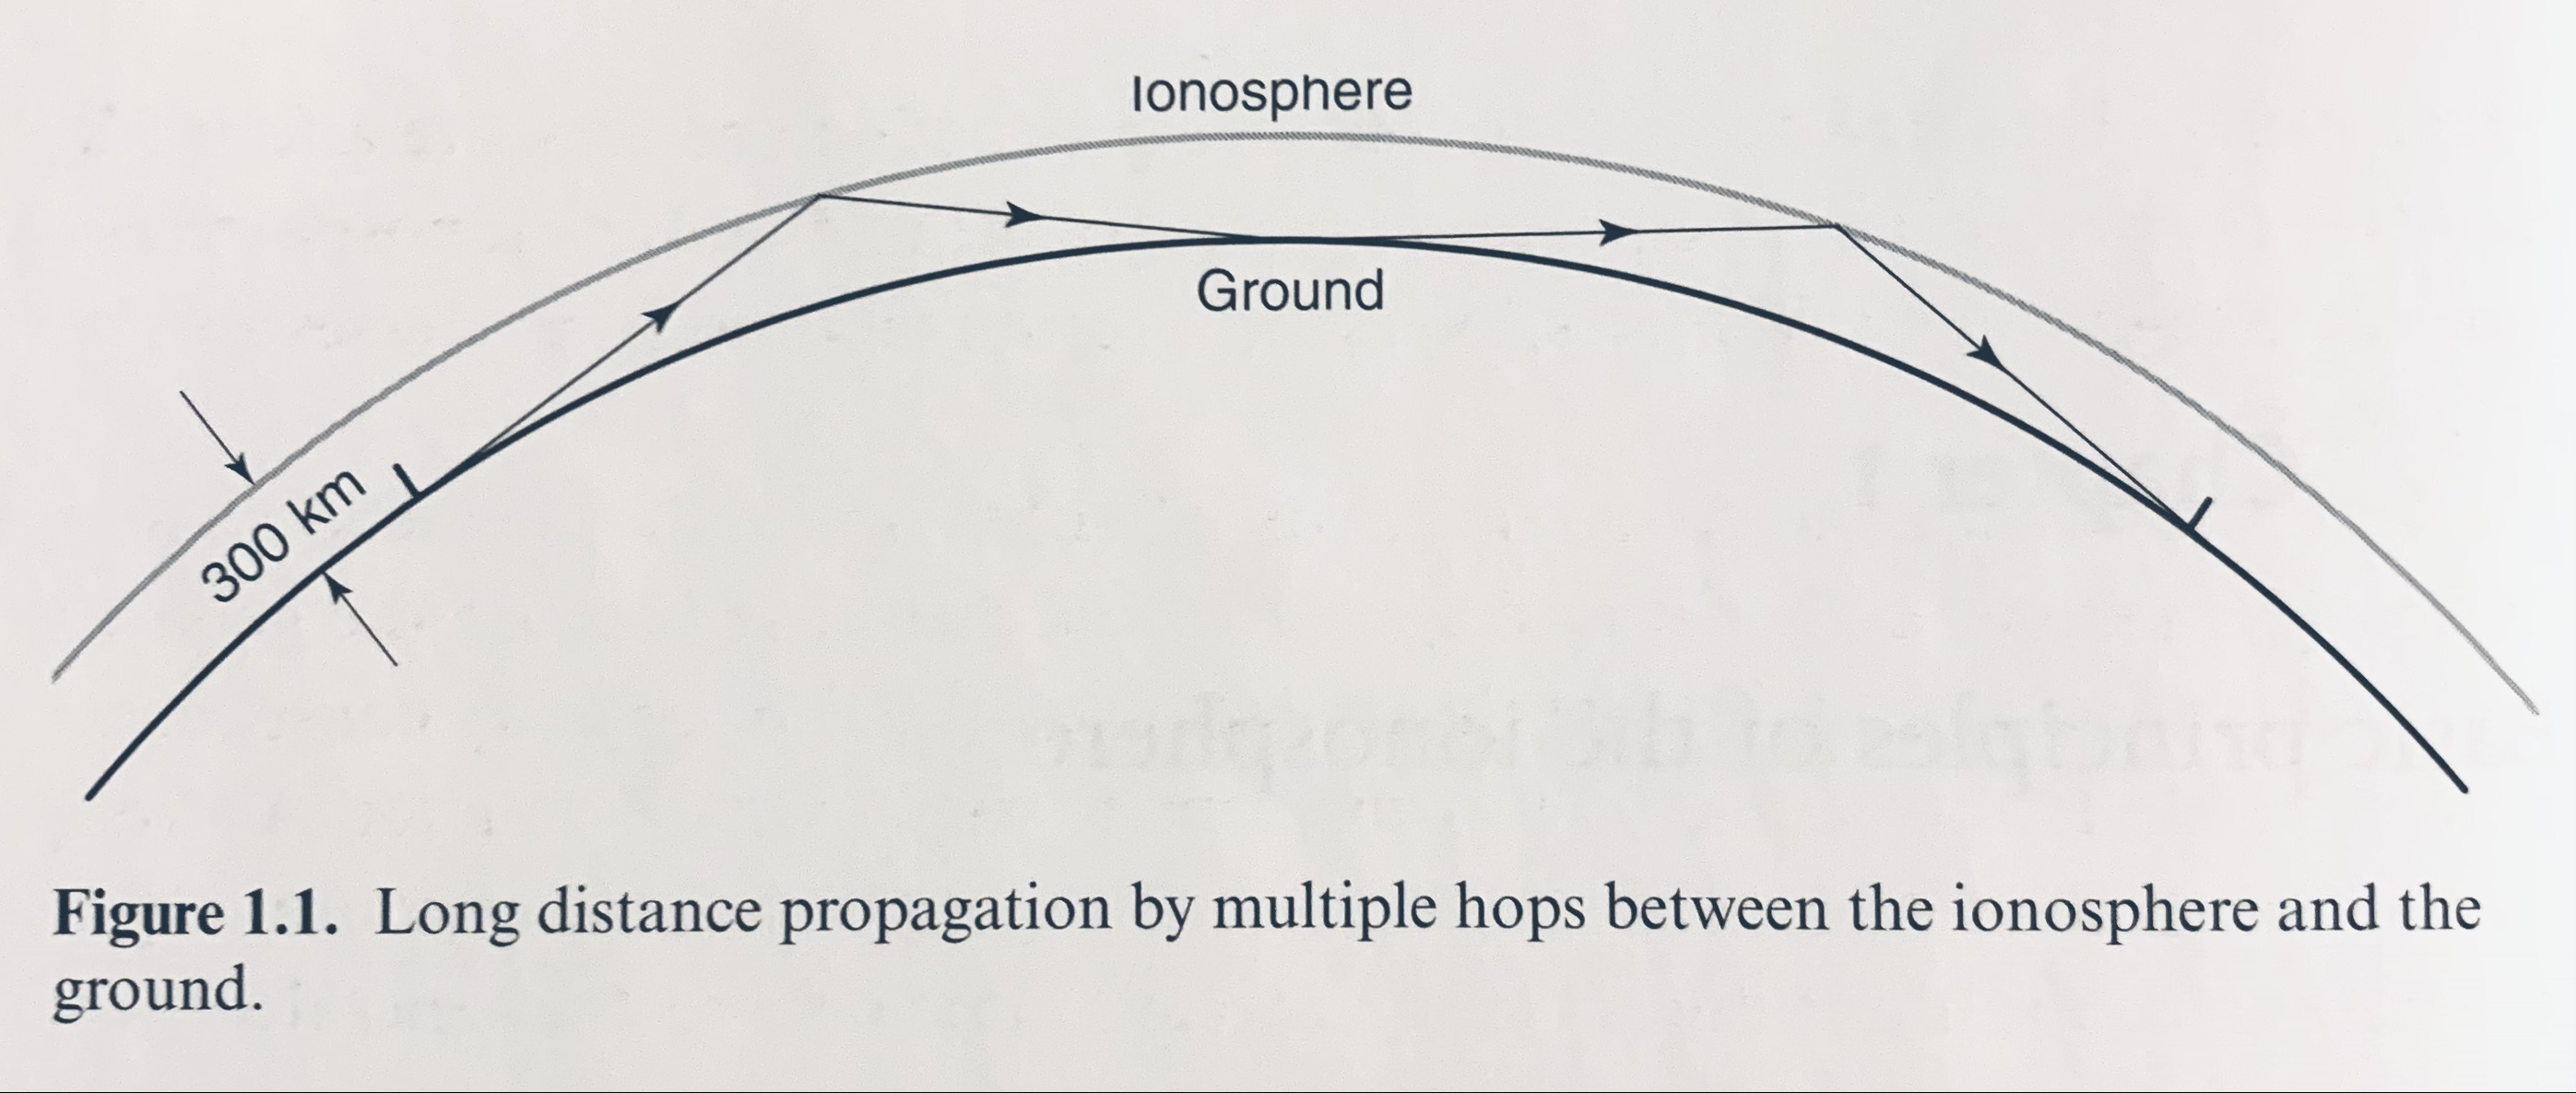 Ionosphere
Ground
300 km
Figure 1.1. Long distance propagation by multiple hops between the ionosphere and the
ground.